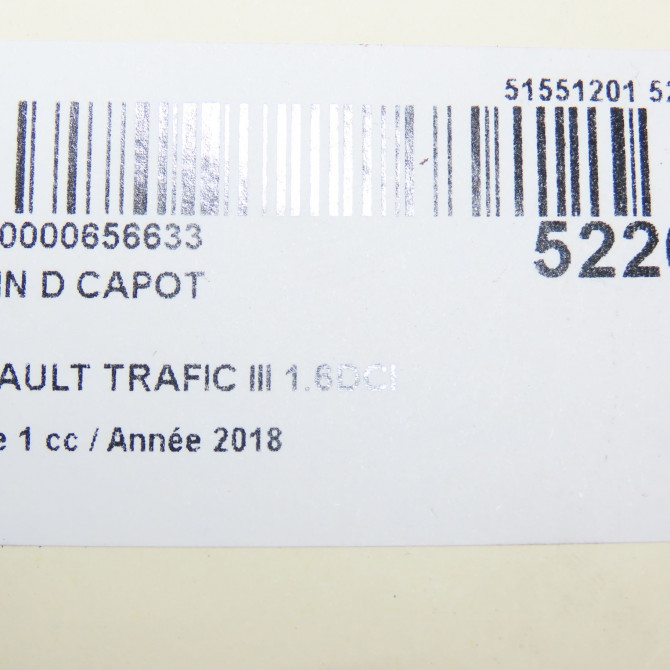 51551201 52
0000656633
5220
IN D CAPOT
AULT TRAFIC III 1.6DCI
e 1 cc / Année 2018